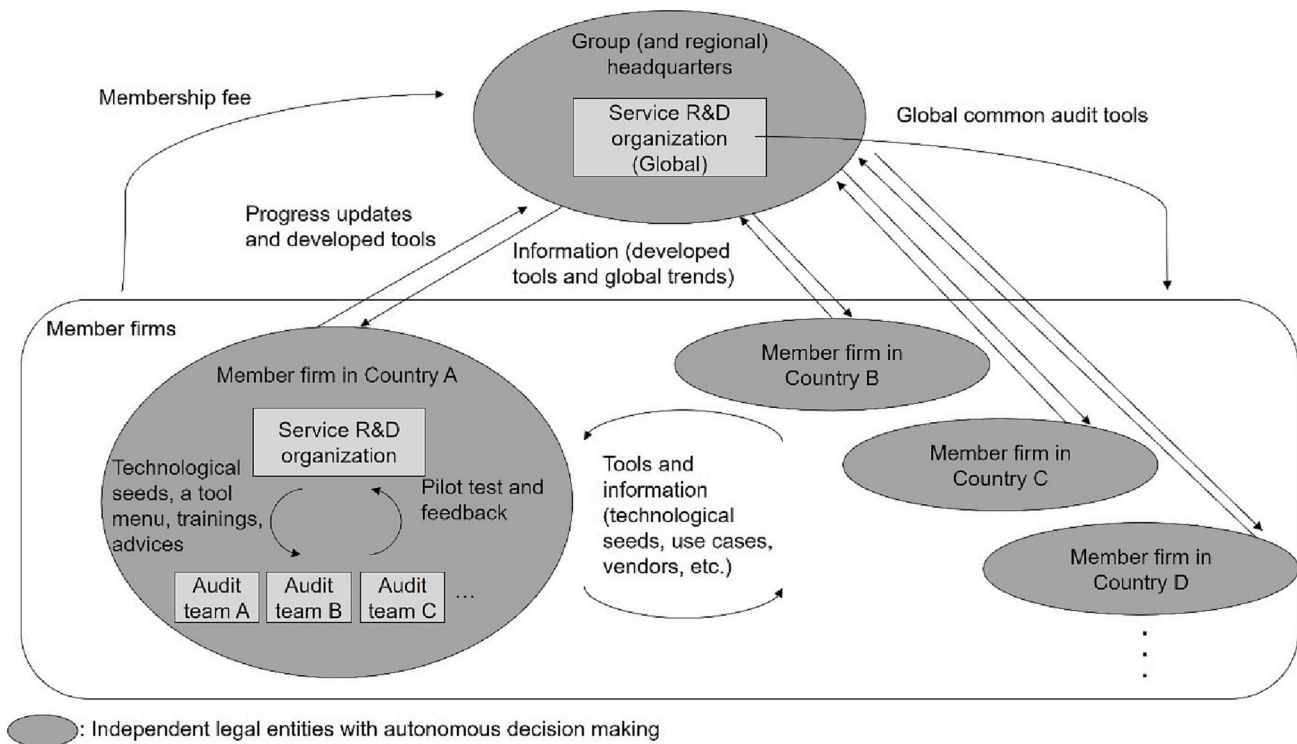 Group (and regional)
headquarters
Service R&D
organization
(Global)
Membership fee
Global common audit tools
Progress updates
and developed tools
Information (developed
tools and global trends)
Member firms
Member firm in Country A
Service R&D
organization
Technological
seeds, a tool
menu, trainings,
advices
Pilot test and
feedback
Audit
team A
Audit
team B
Audit
team C
...
Tools and
information
(technological
seeds, use cases,
vendors, etc.)
Member firm in
Country B
Member firm in
Country C
Member firm in
Country D
: Independent legal entities with autonomous decision making